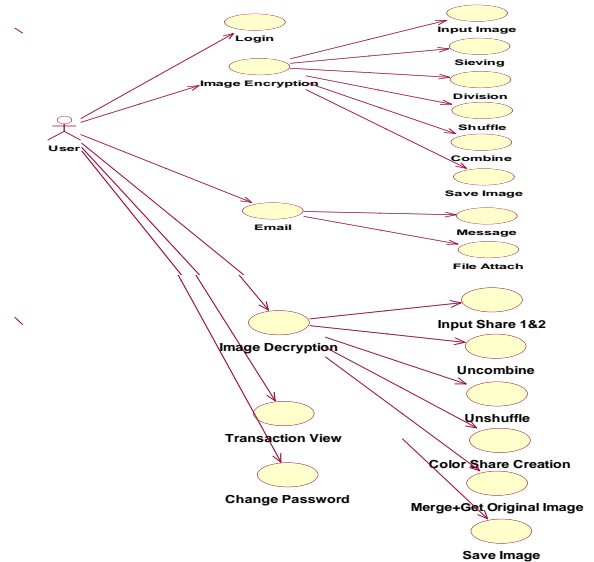 Login
Input Image
Sieving
Image Encryption
Division
Shuffle
User
Combine
Save Image
Email
Message
File Attach
Input Share 1&2
Image Decryption
Uncombine
Unshuffle
Transaction View
Color Share Creation
Change Password
Merge+Get Original Image
Save Image